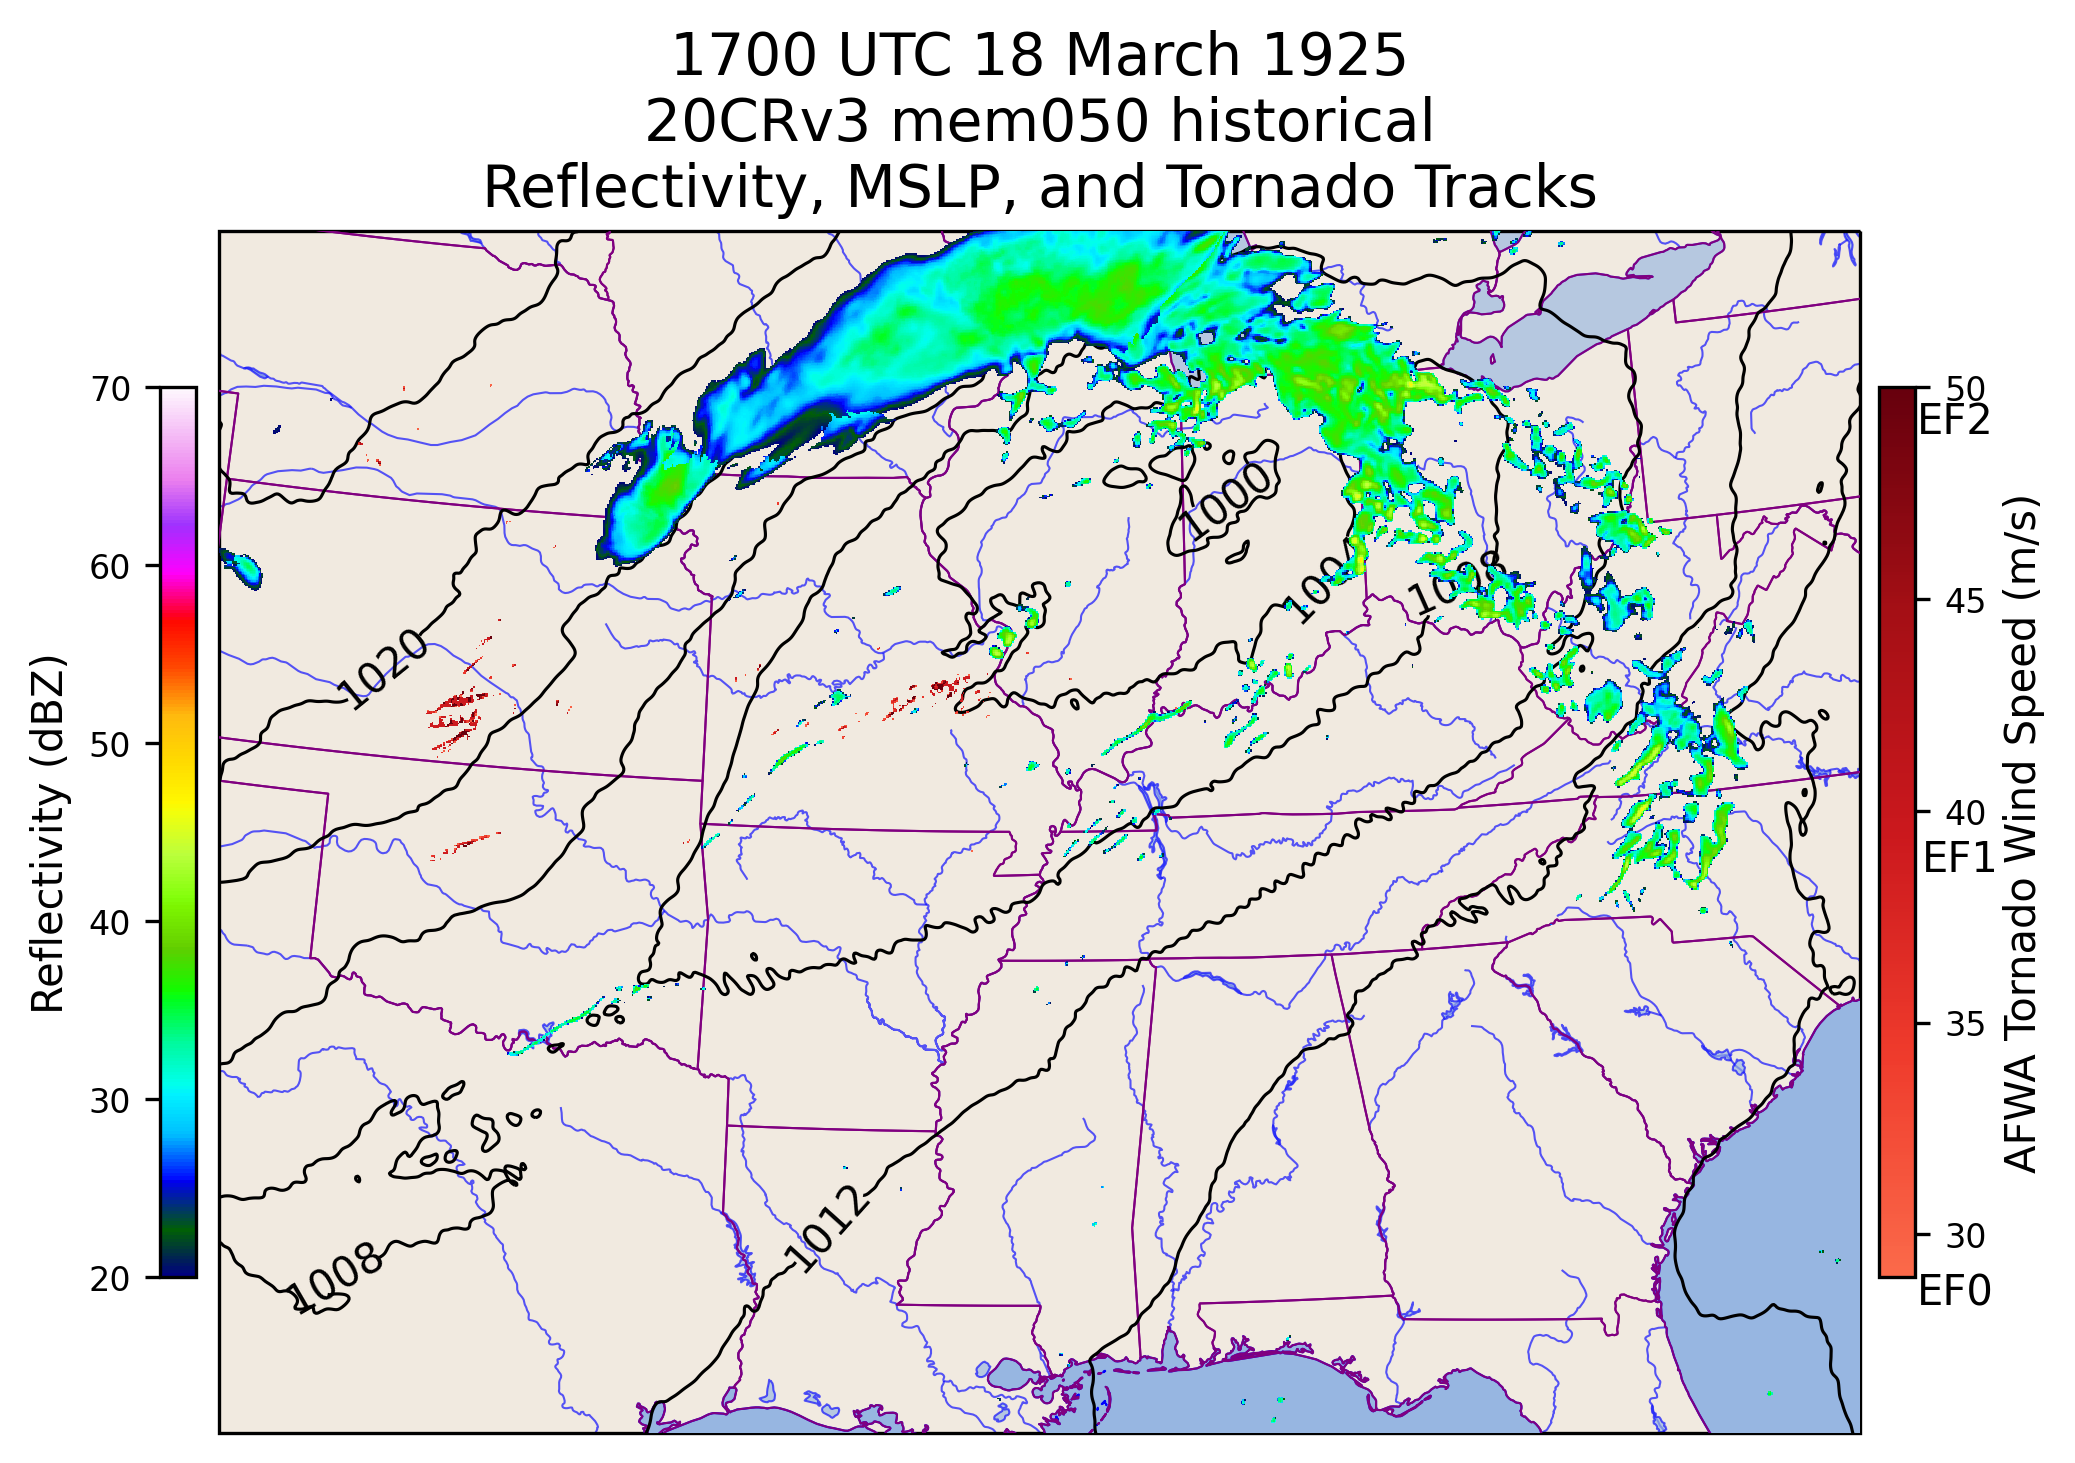 1700 UTC 18 March 1925
20CRv3 mem050 historical
Reflectivity, MSLP, and Tornado Tracks
Reflectivity (dBZ)
70
60
50
40
30
20
1000
1004
1008
1020
1012
1008
50
EF2
45
40
EF1
35
30
EF0
AFWA Tornado Wind Speed (m/s)